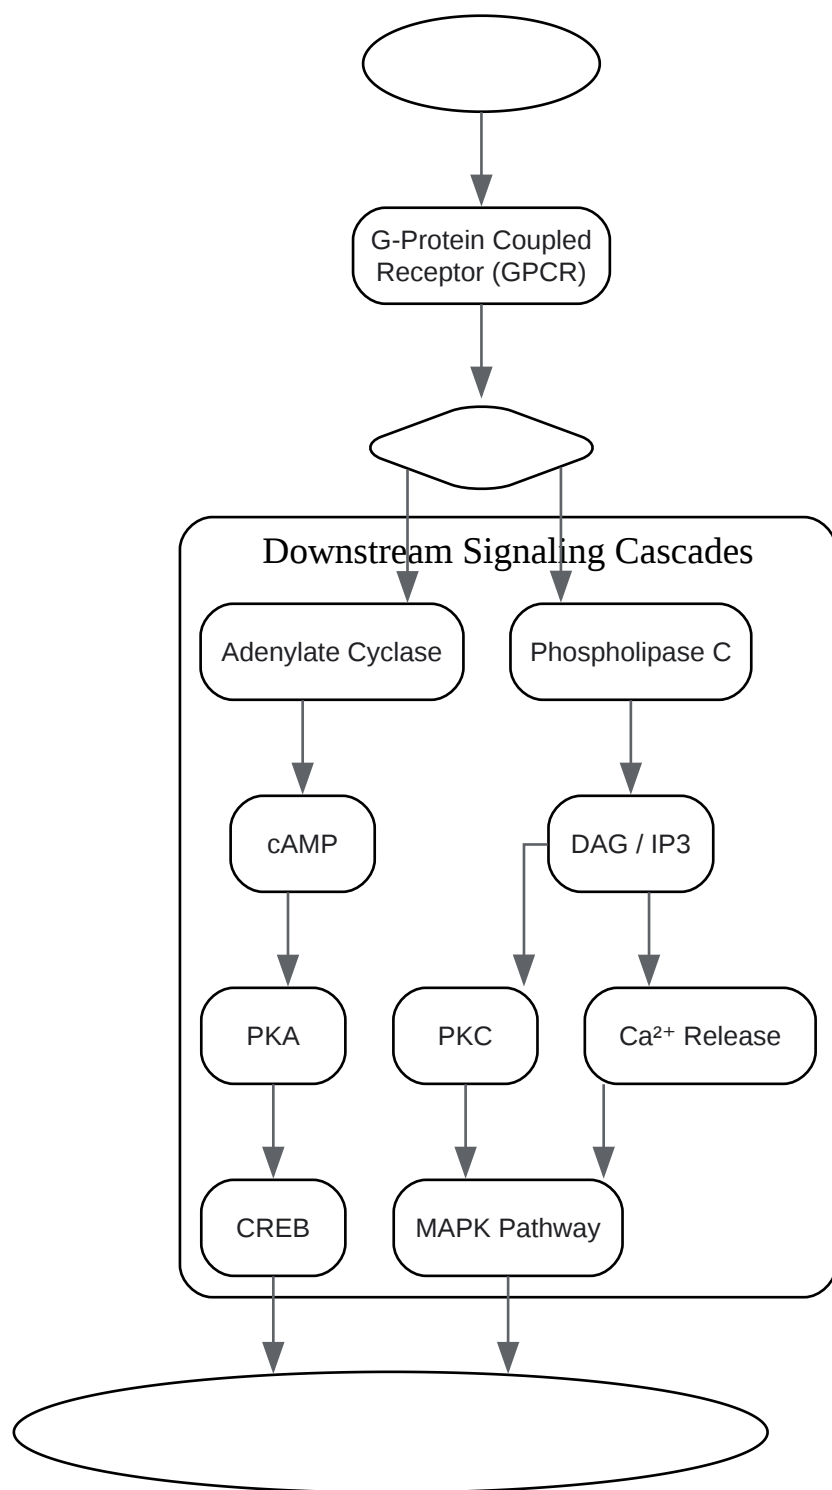 G-Protein Coupled
Receptor (GPCR)
Downstream Signaling Cascades
Adenylate Cyclase
Phospholipase C
cAMP
DAG / IP3
PKA
PKC
Ca²⁺ Release
CREB
MAPK Pathway